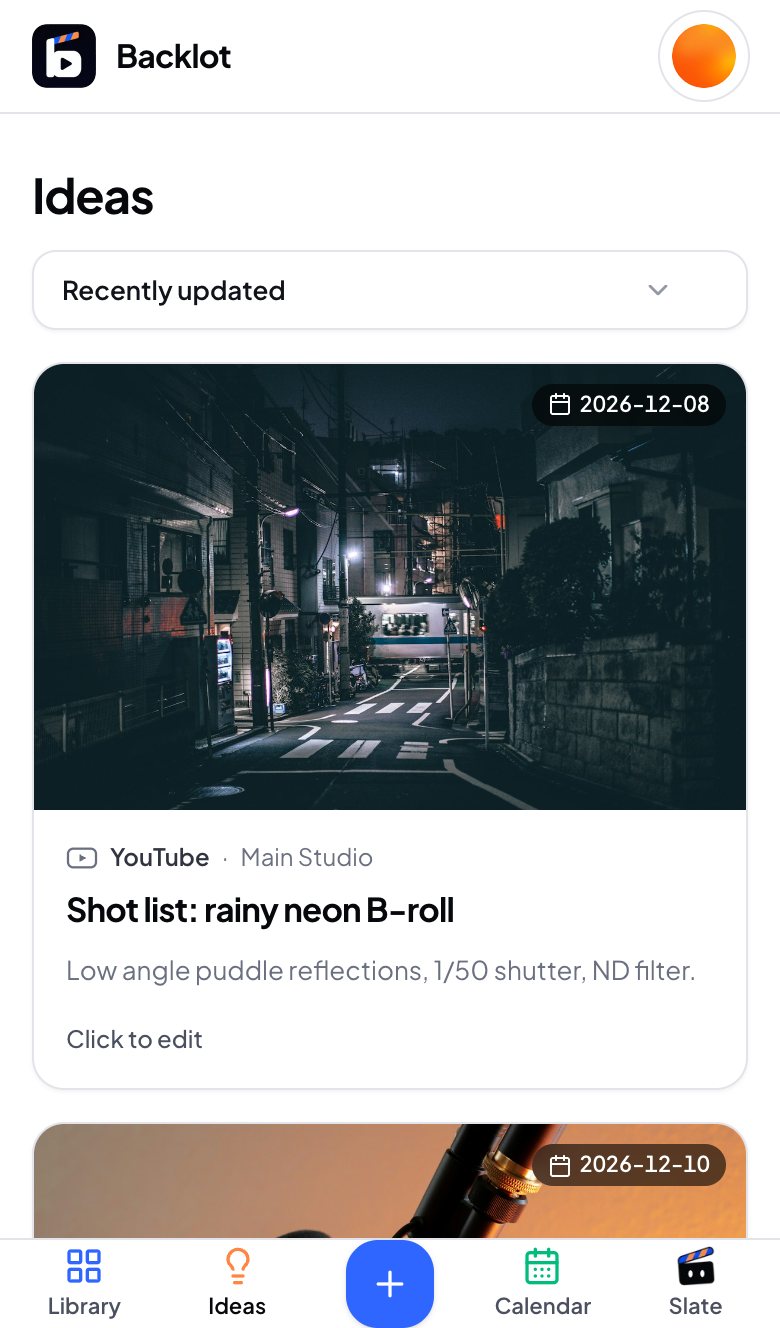 Backlot
Ideas
Recently updated
2026-12-08
YouTube · Main Studio
Shot list: rainy neon B-roll
Low angle puddle reflections, 1/50 shutter, ND filter.
Click to edit
2026-12-10
Library
Ideas
Calendar
Slate